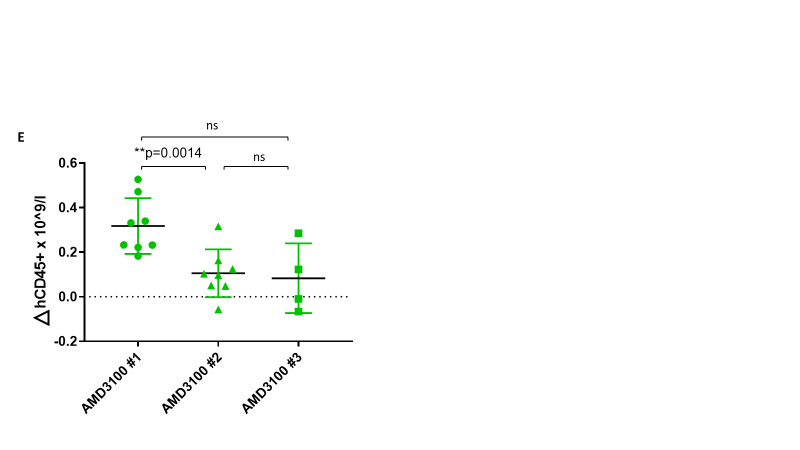 E
ns
**p=0.0014
ns
0.6
0.4
0.2
0.0
-0.2
△hCD45+ x 10^9/l
AMD3100 #1
AMD3100 #2
AMD3100 #3